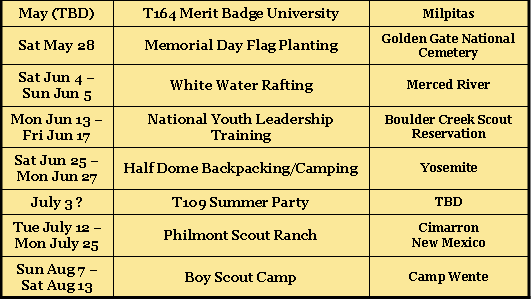 May (TBD) T164 Merit Badge University Milpitas
Sat May 28 Memorial Day Flag Planting Golden Gate National
Cemetery
Sat Jun 4 –
Sun Jun 5 White Water Rafting Merced River
Mon Jun 13 –
Fri Jun 17 National Youth Leadership
Training Boulder Creek Scout
Reservation
Sat Jun 25 –
Mon Jun 27 Half Dome Backpacking/Camping Yosemite
July 3 ? T109 Summer Party TBD
Tue July 12 –
Mon July 25 Philmont Scout Ranch Cimarron
New Mexico
Sun Aug 7 –
Sat Aug 13 Boy Scout Camp Camp Wente